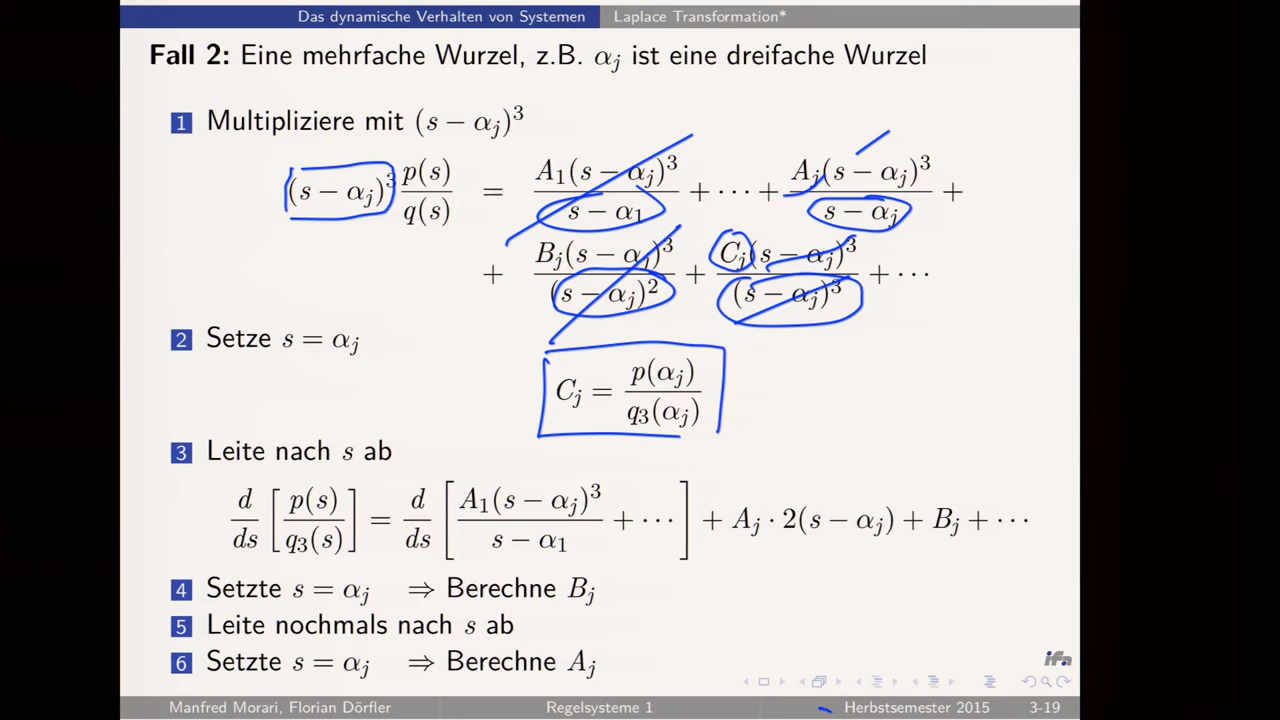 Das dynamische Verhalten von Systemen Laplace Transformation*
Fall 2: Eine mehrfache Wurzel, z.B. αⱼ ist eine dreifache Wurzel
1 Multipliziere mit (s − αⱼ)³
(s − αⱼ)³ p(s)/q(s) = A₁(s − αⱼ)³/(s − α₁) + ⋯ + Aⱼ(s − αⱼ)³/(s − αⱼ) +
+ Bⱼ(s − αⱼ)³/(s − αⱼ)² + Cⱼ(s − αⱼ)³/(s − αⱼ)³ + ⋯
2 Setze s = αⱼ
Cⱼ = p(αⱼ)/q₃(αⱼ)
3 Leite nach s ab
d/ds [p(s)/q₃(s)] = d/ds [A₁(s − αⱼ)³/(s − α₁) + ⋯] + Aⱼ · 2(s − αⱼ) + Bⱼ + ⋯
4 Setzte s = αⱼ ⇒ Berechne Bⱼ
5 Leite nochmals nach s ab
6 Setzte s = αⱼ ⇒ Berechne Aⱼ
ifa
Manfred Morari, Florian Dörfler Regelsysteme 1 Herbstsemester 2015 3-19